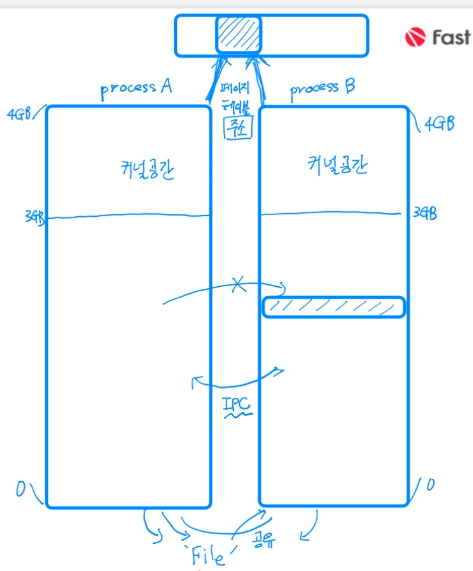 Fast
process A
페이지
테이블
주소
process B
4GB
4GB
커널공간
커널공간
3GB
3GB
IPC
0
0
공유
'File'